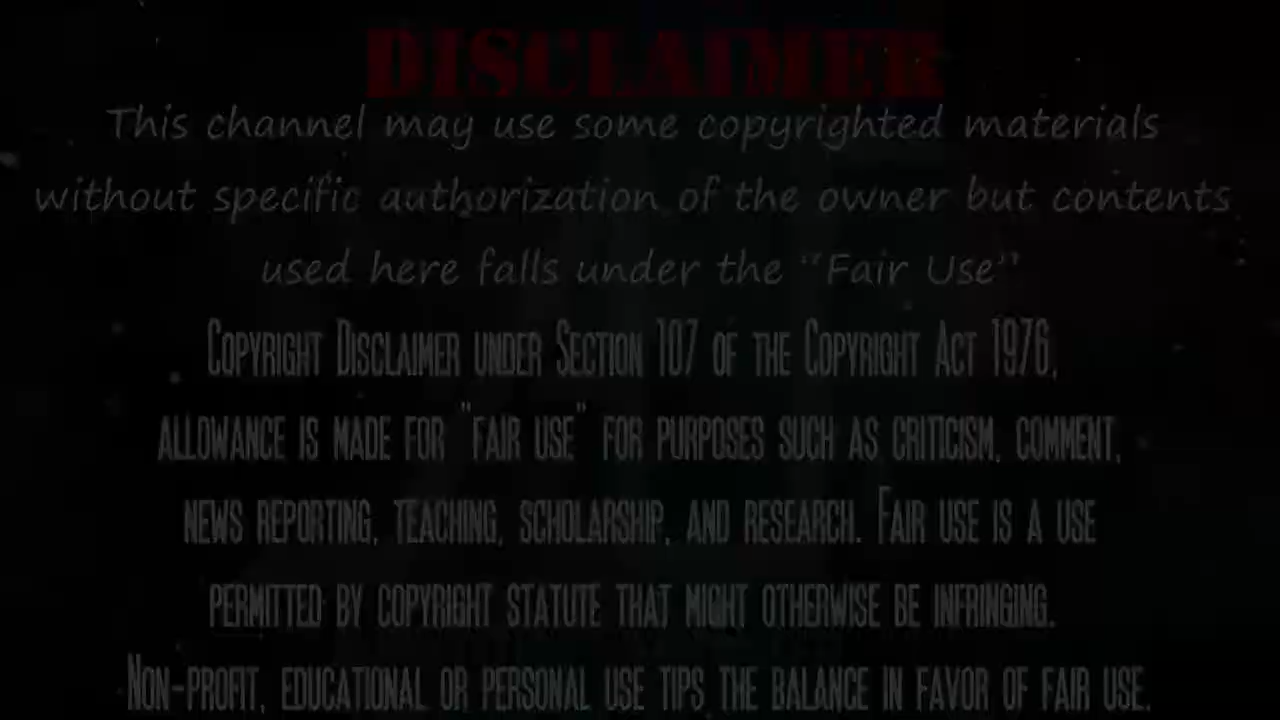 DISCLAIMER
This channel may use some copyrighted materials
without specific authorization of the owner but contents
used here falls under the "Fair Use"
Copyright Disclaimer under Section 107 of the Copyright Act 1976,
allowance is made for "fair use" for purposes such as criticism, comment,
news reporting, teaching, scholarship, and research. Fair use is a use
permitted by copyright statute that might otherwise be infringing.
Non-profit, educational or personal use tips the balance in favor of fair use.